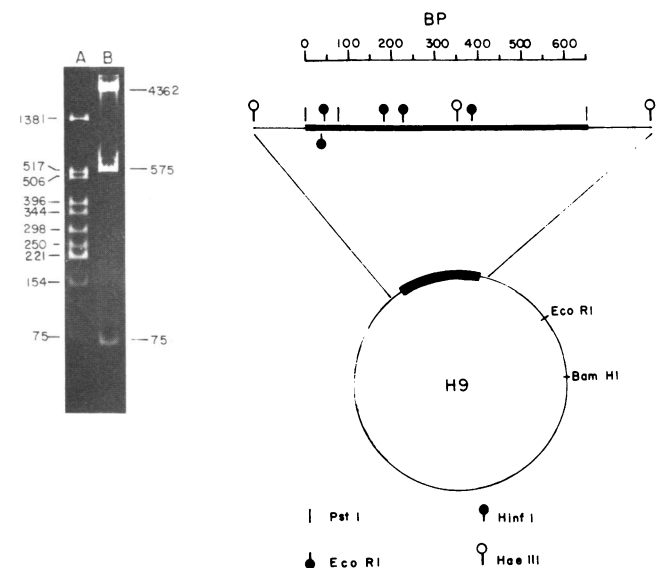 A B
1381
517
506
396
344
298
250
221
154
75
4362
575
75
BP
0 100 200 300 400 500 600
Eco RI
Bam HI
H9
Pst I
Hinf I
Eco RI
Hae III